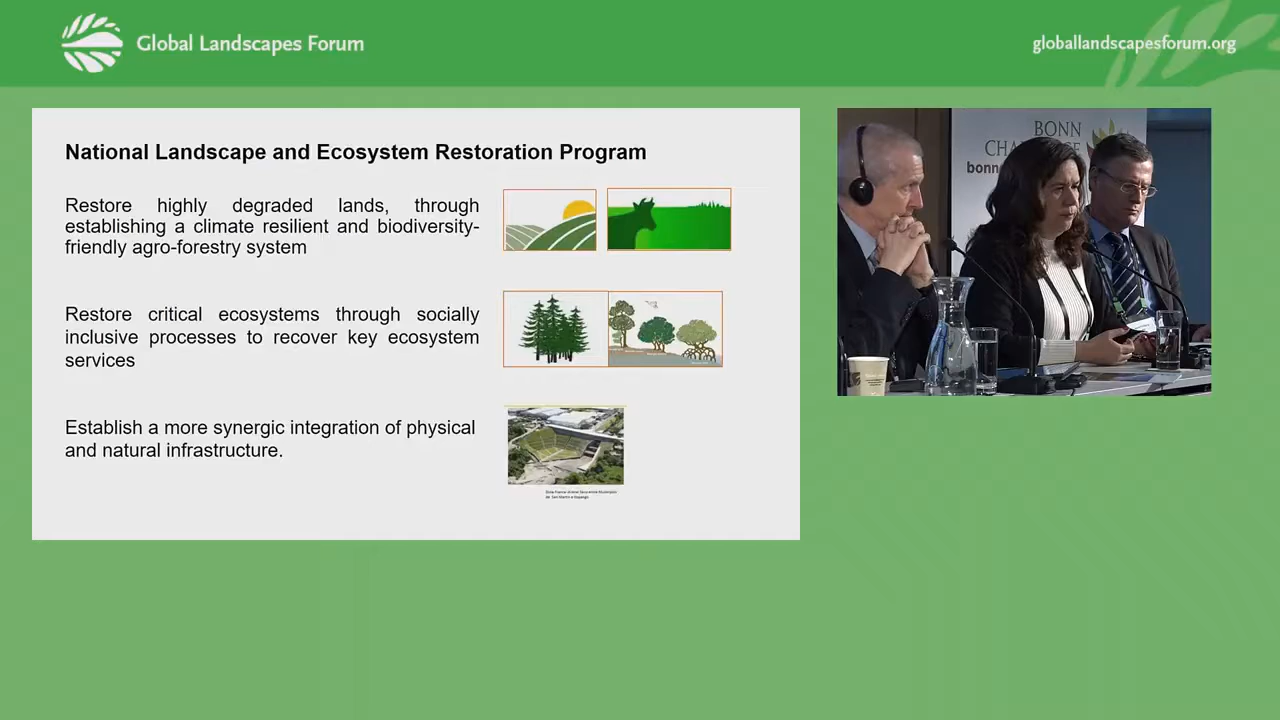 Global Landscapes Forum
globallandscapesforum.org
National Landscape and Ecosystem Restoration Program
Restore highly degraded lands, through
establishing a climate resilient and biodiversity-
friendly agro-forestry system
Restore critical ecosystems through socially
inclusive processes to recover key ecosystem
services
Establish a more synergic integration of physical
and natural infrastructure.
BONN
bonn